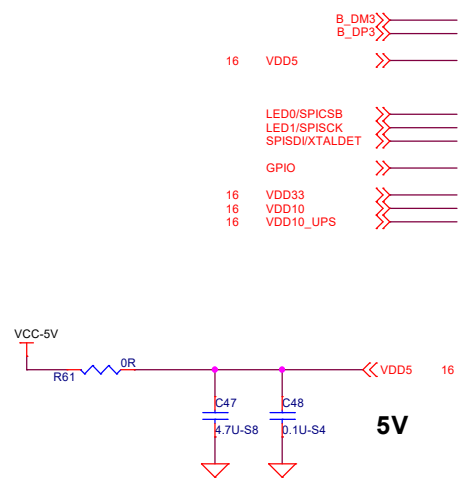 B_DM3
B_DP3
16 VDD5
LED0/SPICSB
LED1/SPISCK
SPISDI/XTALDET
GPIO
16 VDD33
16 VDD10
16 VDD10_UPS
VCC-5V
R61 0R
VDD5 16
C47 C48
4.7U-S8 0.1U-S4
5V